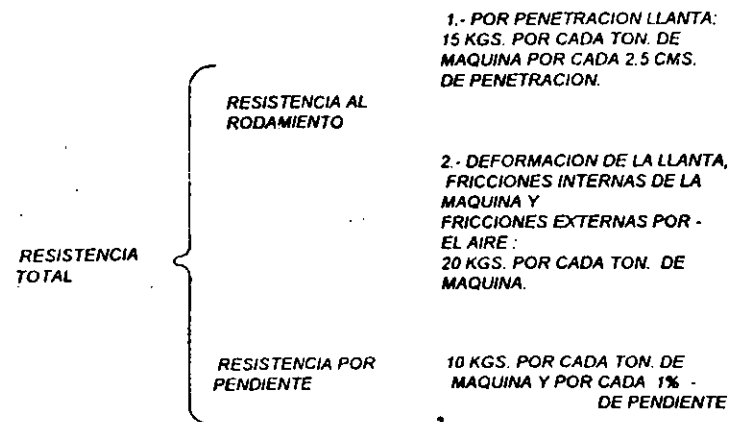 RESISTENCIA
TOTAL
RESISTENCIA AL
RODAMIENTO
1.- POR PENETRACION LLANTA:
15 KGS. POR CADA TON. DE
MAQUINA POR CADA 2.5 CMS.
DE PENETRACION.
2.- DEFORMACION DE LA LLANTA,
FRICCIONES INTERNAS DE LA
MAQUINA Y
FRICCIONES EXTERNAS POR -
EL AIRE :
20 KGS. POR CADA TON. DE
MAQUINA.
RESISTENCIA POR
PENDIENTE
10 KGS. POR CADA TON. DE
MAQUINA Y POR CADA 1% -
DE PENDIENTE